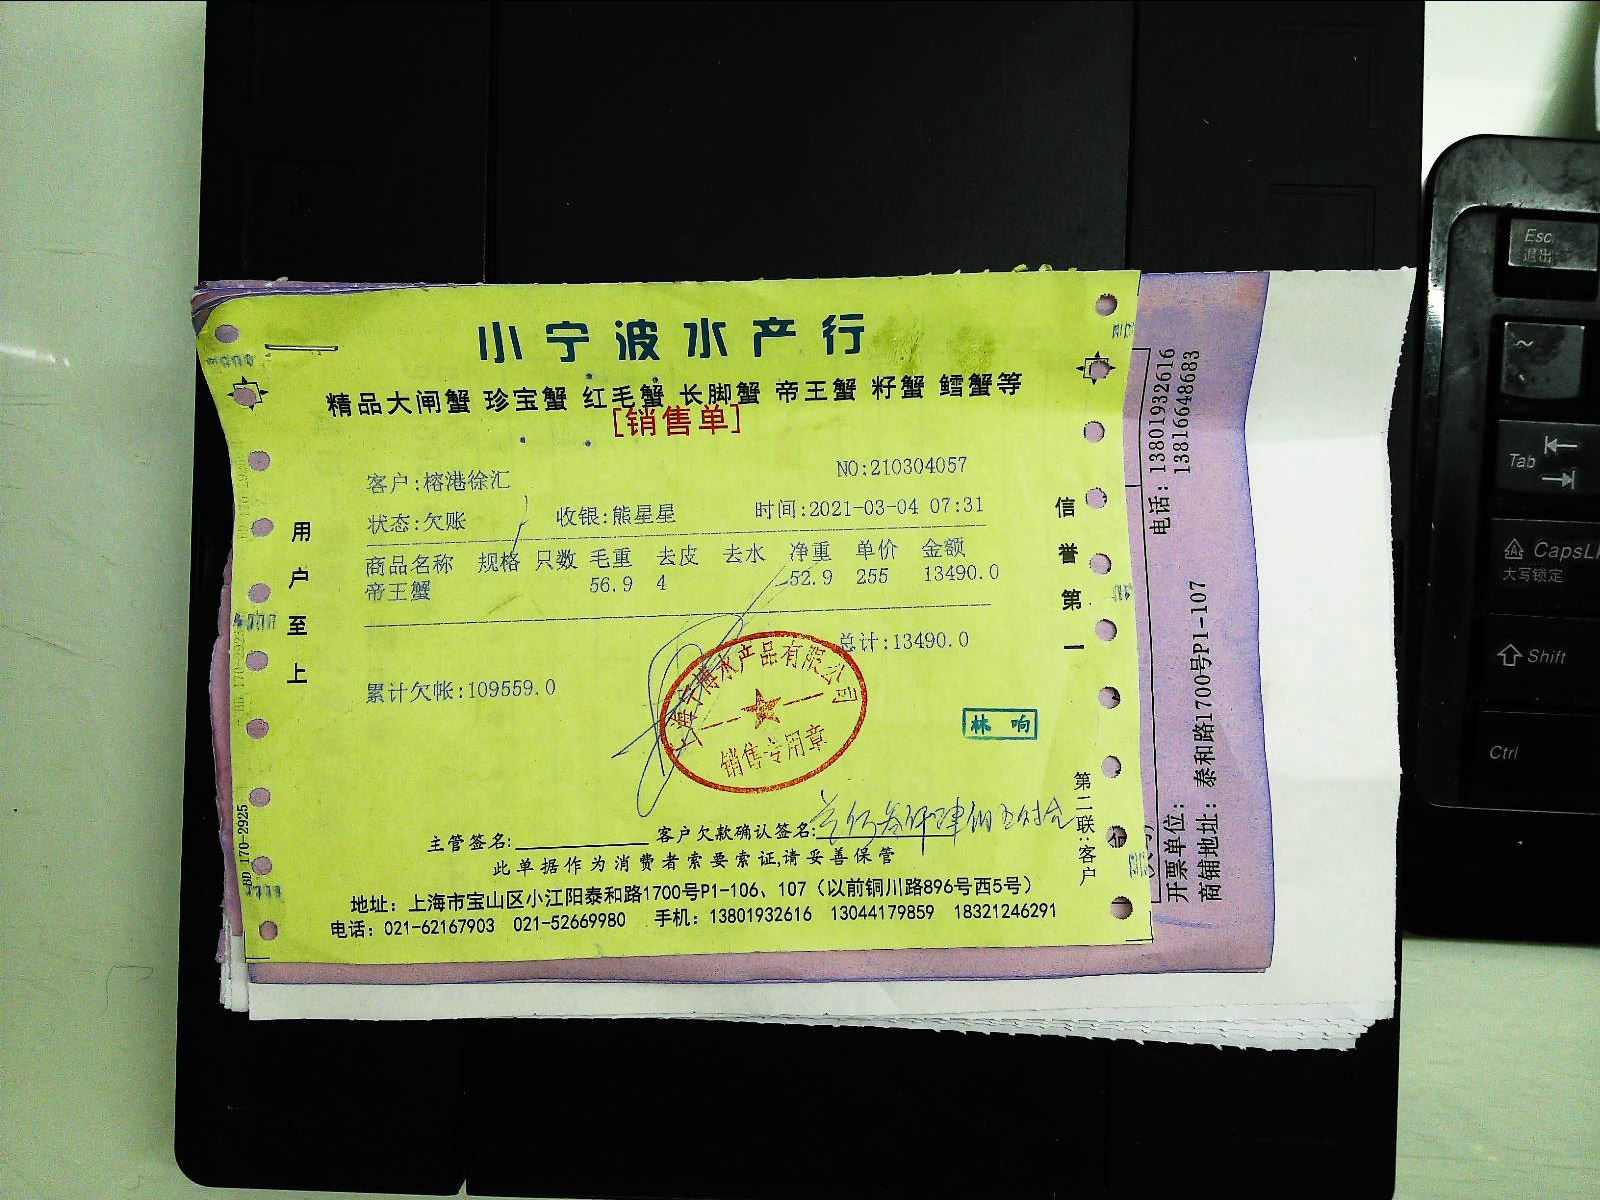 小宁波水产行
精品大闸蟹 珍宝蟹 红毛蟹 长脚蟹 帝王蟹 籽蟹 鳕蟹等
[销售单]
客户:榕港徐汇 NO:210304057
状态:欠账 收银:熊星星 时间:2021-03-04 07:31
商品名称 规格 只数 毛重 去皮 去水 净重 单价 金额
帝王蟹 56.9 4 52.9 255 13490.0
总计:13490.0
累计欠帐:109559.0
销售专用章
林响
主管签名: 客户欠款确认签名:
此单据作为消费者索要索证,请妥善保管
地址: 上海市宝山区小江阳泰和路1700号P1-106、107 (以前铜川路896号西5号)
电话: 021-62167903 021-52669980 手机: 13801932616 13044179859 18321246291
用户至上
信誉第一
第二联:客户
BD 170-2925
电话: 13801932616
13816648683
开票单位:
商铺地址: 泰和路1700号P1-107
Esc
退出
~
Tab
CapsL
大写锁定
Shift
Ctrl